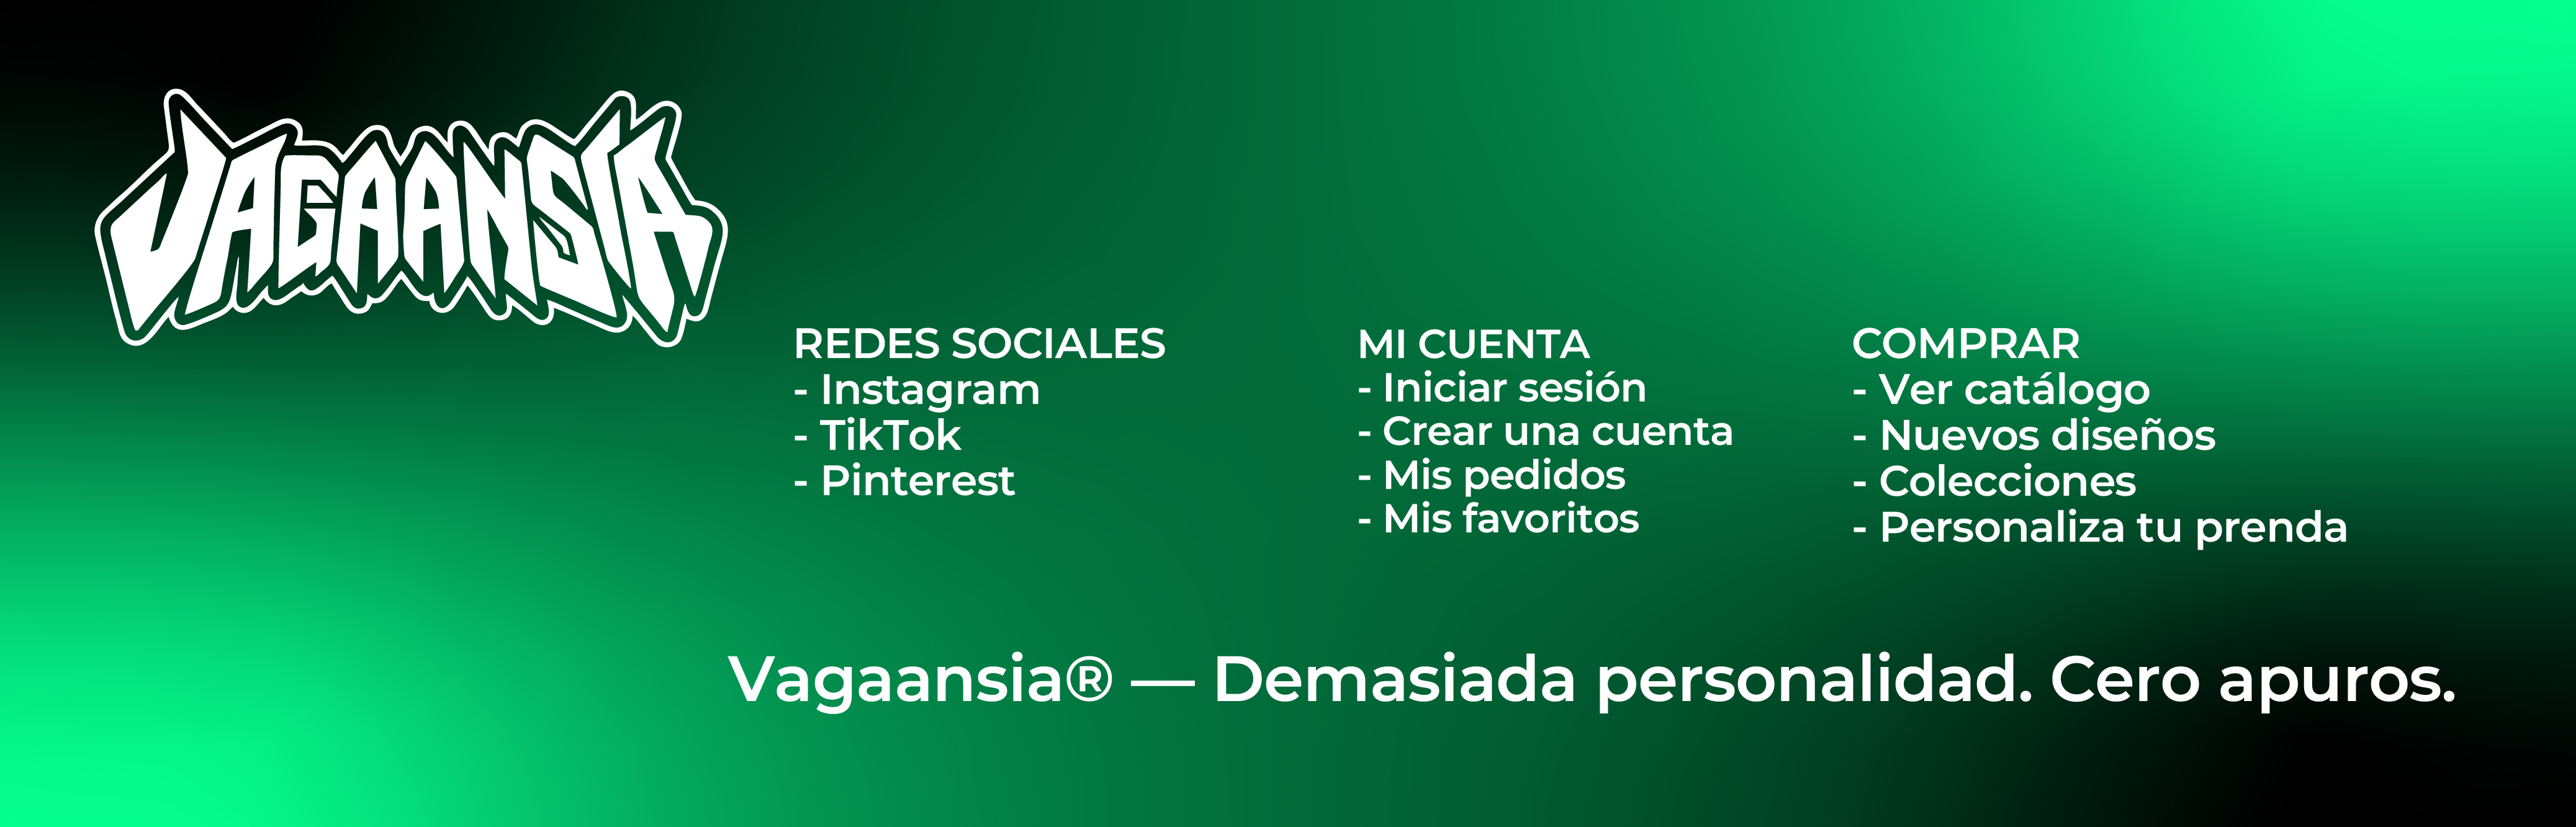 VAGAANSIA
REDES SOCIALES
- Instagram
- TikTok
- Pinterest
MI CUENTA
- Iniciar sesión
- Crear una cuenta
- Mis pedidos
- Mis favoritos
COMPRAR
- Ver catálogo
- Nuevos diseños
- Colecciones
- Personaliza tu prenda
Vagaansia® — Demasiada personalidad. Cero apuros.